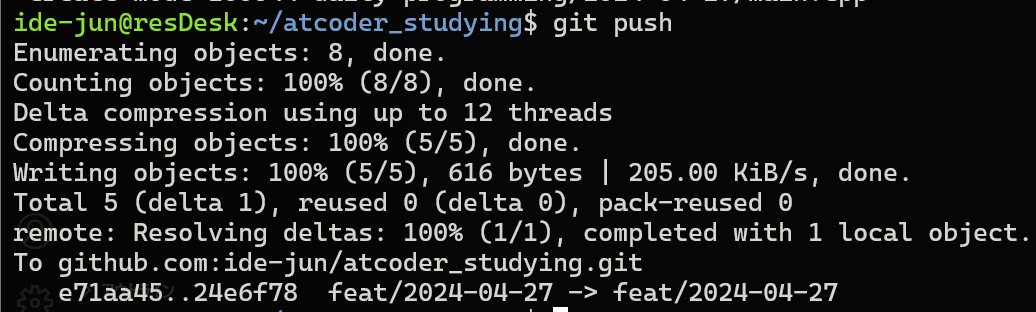 ide-jun@resDesk:~/atcoder_studying$ git push
Enumerating objects: 8, done.
Counting objects: 100% (8/8), done.
Delta compression using up to 12 threads
Compressing objects: 100% (5/5), done.
Writing objects: 100% (5/5), 616 bytes | 205.00 KiB/s, done.
Total 5 (delta 1), reused 0 (delta 0), pack-reused 0
remote: Resolving deltas: 100% (1/1), completed with 1 local object.
To github.com:ide-jun/atcoder_studying.git
   e71aa45..24e6f78  feat/2024-04-27 -> feat/2024-04-27